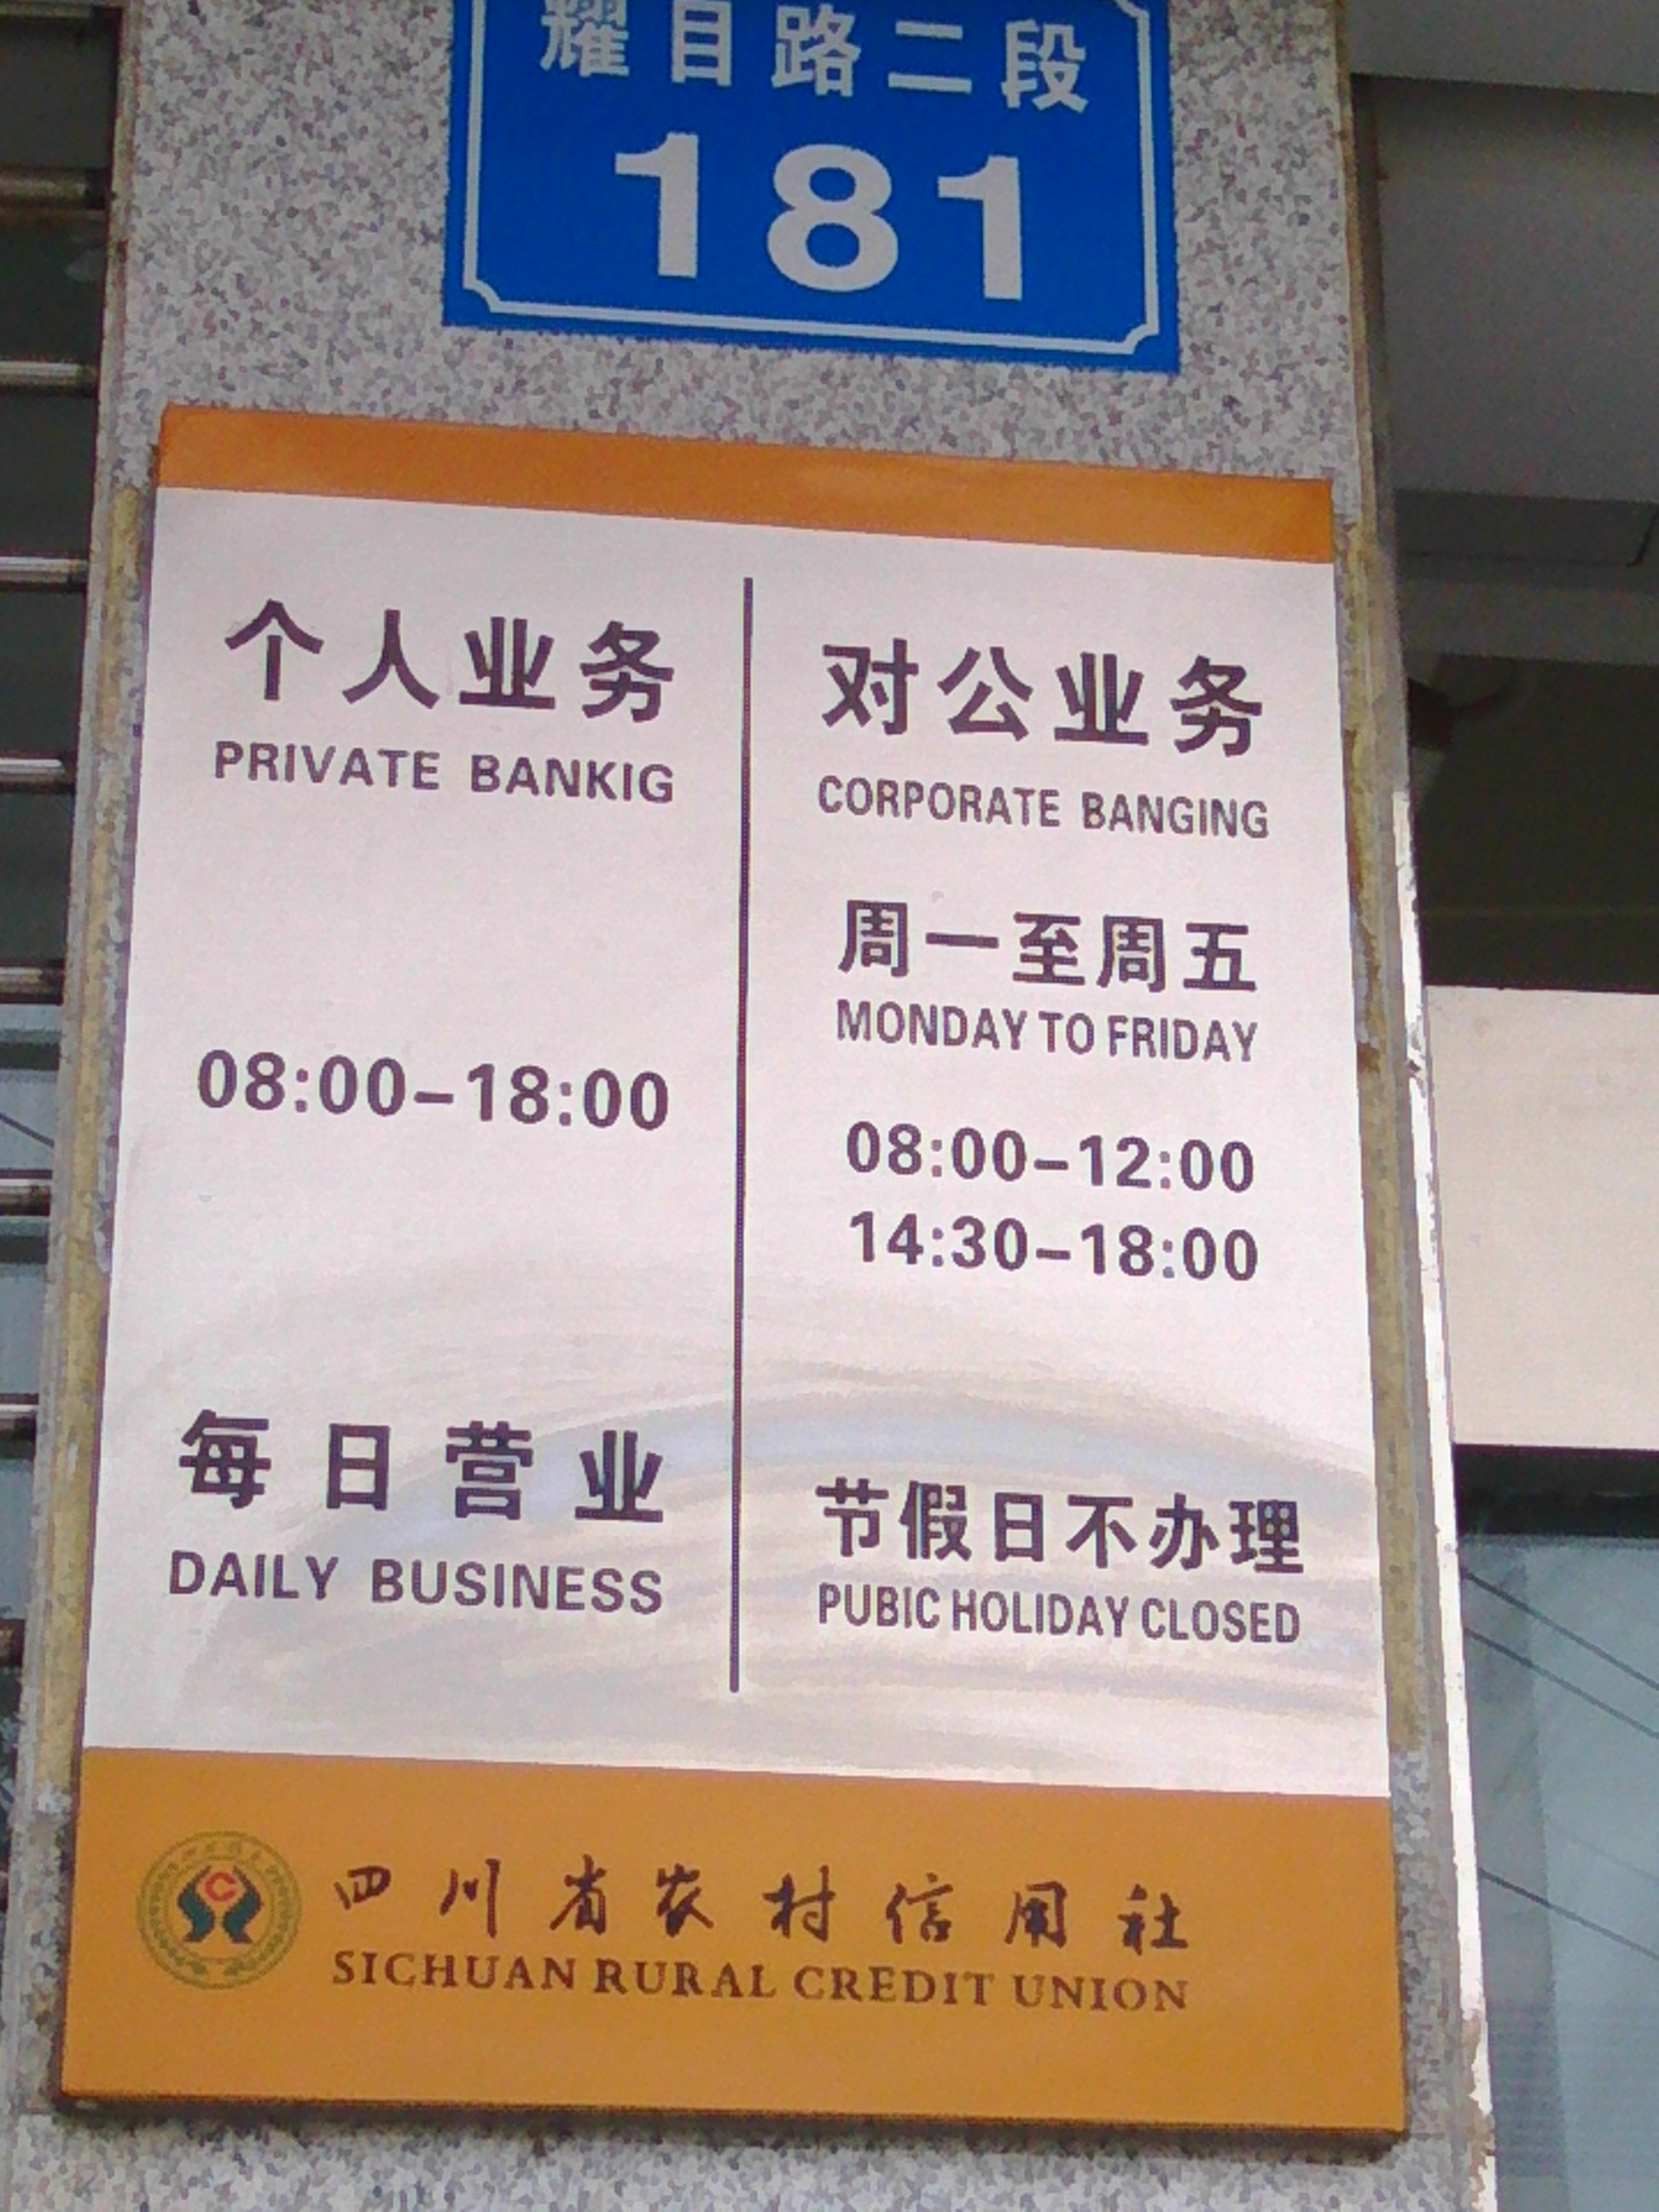 耀目路二段
181
个人业务
PRIVATE BANKIG
08:00-18:00
每日营业
DAILY BUSINESS
对公业务
CORPORATE BANGING
周一至周五
MONDAY TO FRIDAY
08:00-12:00
14:30-18:00
节假日不办理
PUBIC HOLIDAY CLOSED
四川省农村信用社
SICHUAN RURAL CREDIT UNION